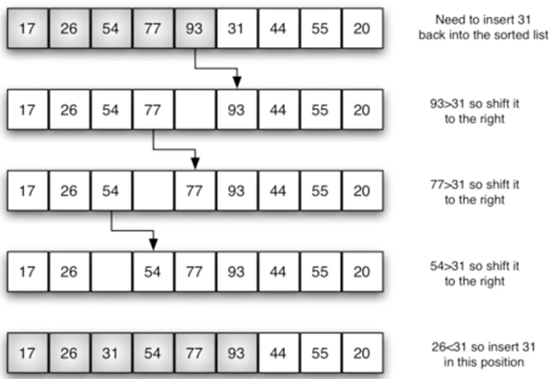 17 26 54 77 93 31 44 55 20
Need to insert 31
back into the sorted list
17 26 54 77 93 44 55 20
93>31 so shift it
to the right
17 26 54 77 93 44 55 20
77>31 so shift it
to the right
17 26 54 77 93 44 55 20
54>31 so shift it
to the right
17 26 31 54 77 93 44 55 20
26<31 so insert 31
in this position